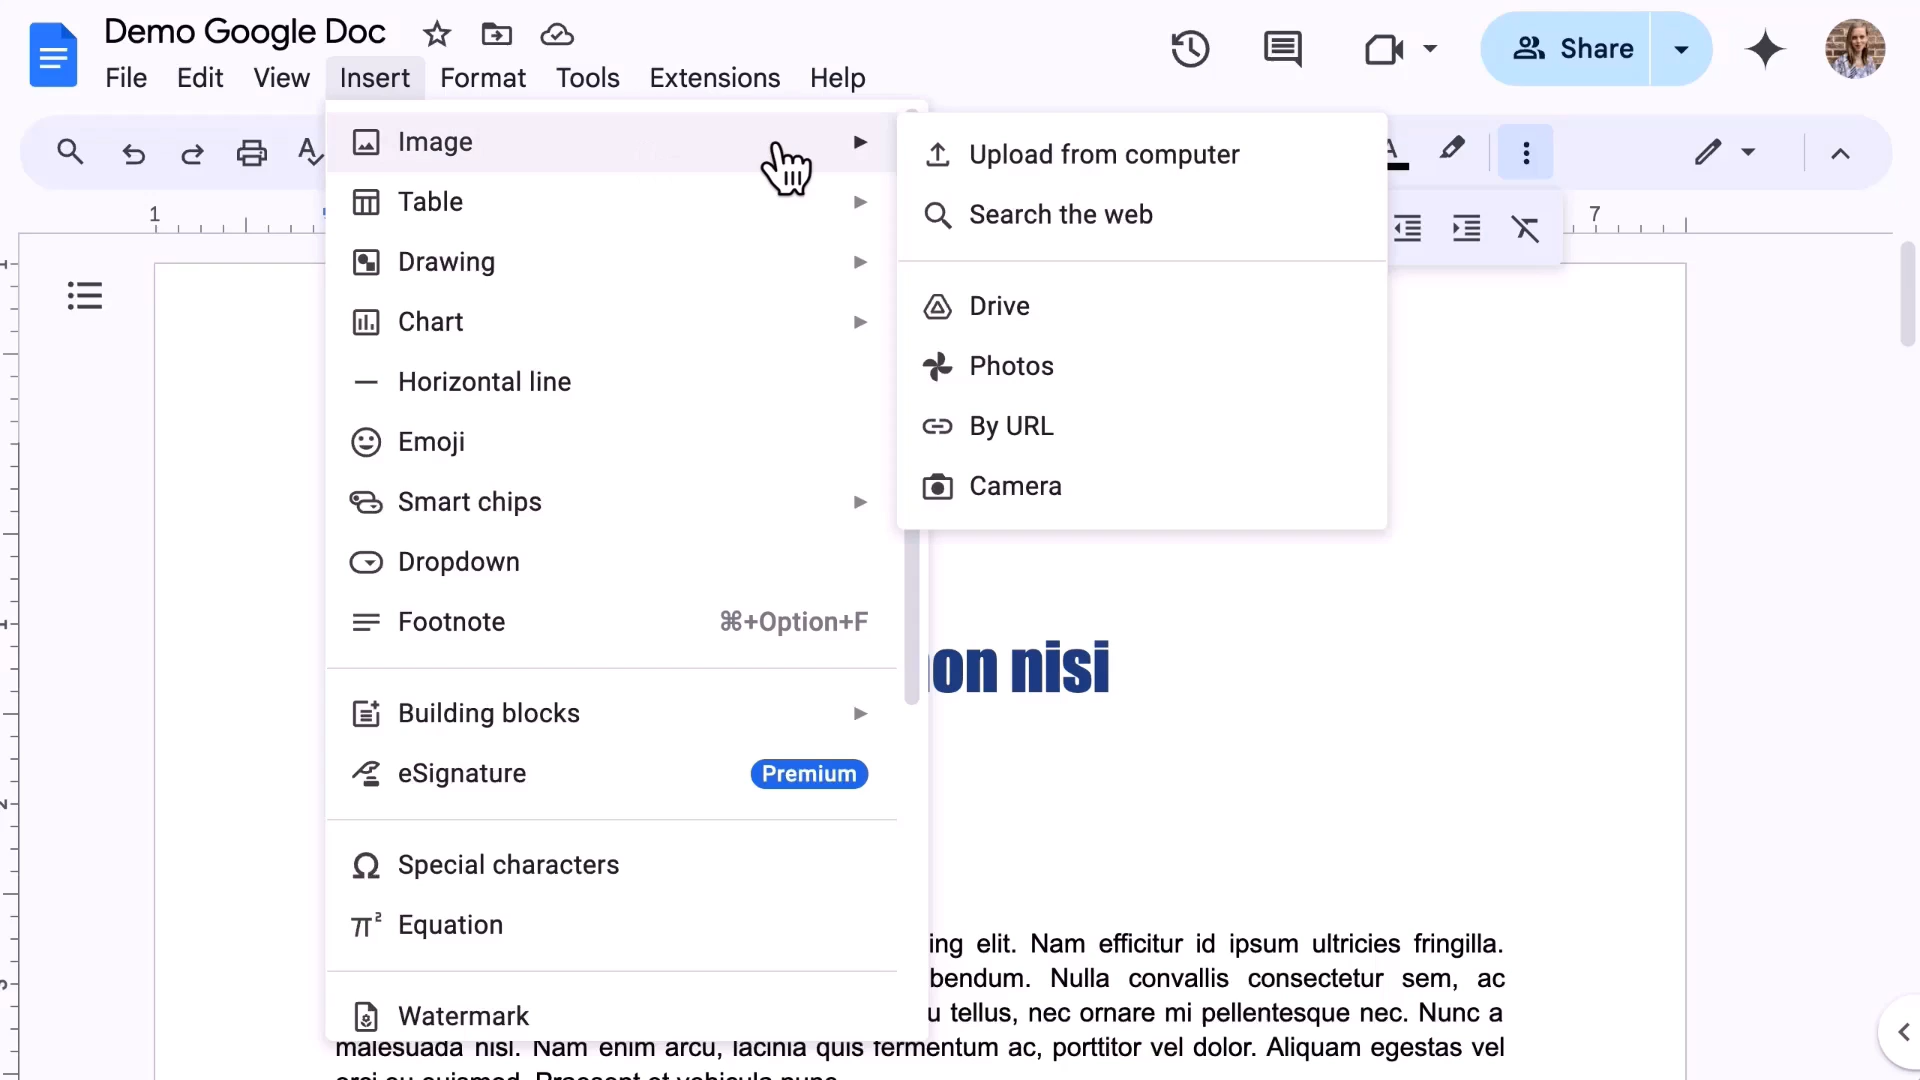 Demo Google Doc
File Edit View Insert Format Tools Extensions Help
Share
Image
Table
Drawing
Chart
Horizontal line
Emoji
Smart chips
Dropdown
Footnote ⌘+Option+F
Building blocks
eSignature Premium
Special characters
Equation
Watermark
Upload from computer
Search the web
Drive
Photos
By URL
Camera
1 7
on nisi
ing elit. Nam efficitur id ipsum ultricies fringilla.
bendum. Nulla convallis consectetur sem, ac
u tellus, nec ornare mi pellentesque nec. Nunc a
malesuada nisl. Nam enim arcu, lacinia quis fermentum ac, porttitor vel dolor. Aliquam egestas vel